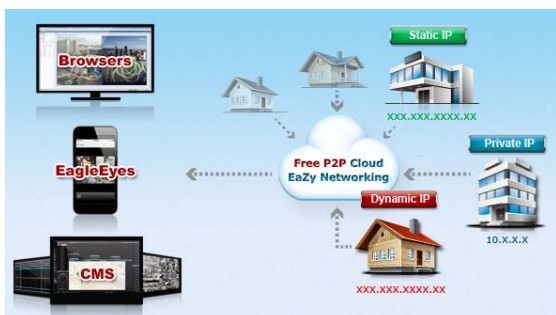 Browsers
Static IP
XXX.XXX.XXXX.XX
EagleEyes
Free P2P Cloud
EaZy Networking
Private IP
10.X.X.X
Dynamic IP
CMS
XXX.XXX.XXXX.XX